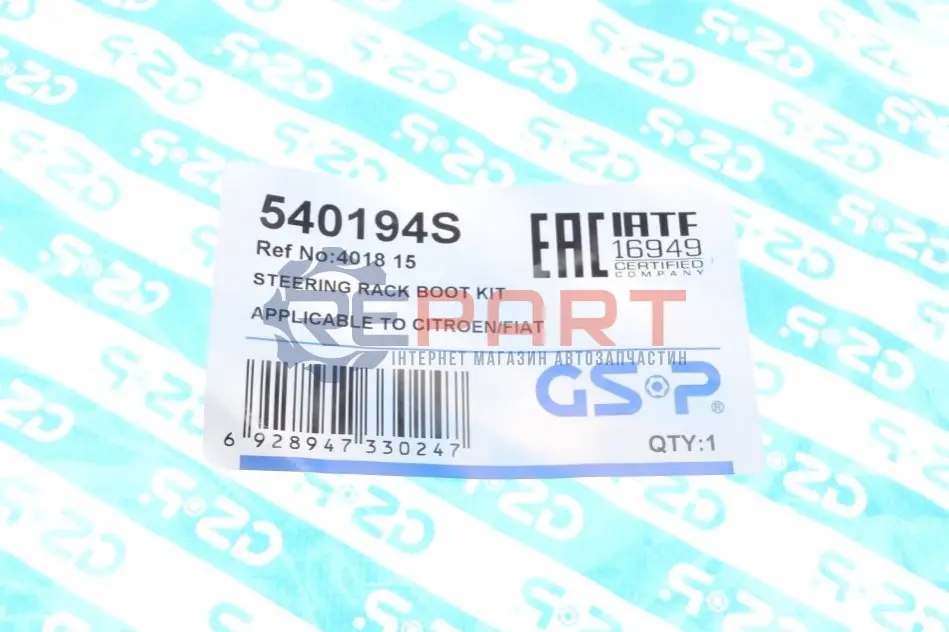 540194S
Ref No:4018 15
STEERING RACK BOOT KIT
APPLICABLE TO CITROEN/FIAT
EAC
IATF
16949
CERTIFIED
COMPANY
REPART
ІНТЕРНЕТ МАГАЗИН АВТОЗАПЧАСТИН
GSP®
QTY:1
6 928947 330247